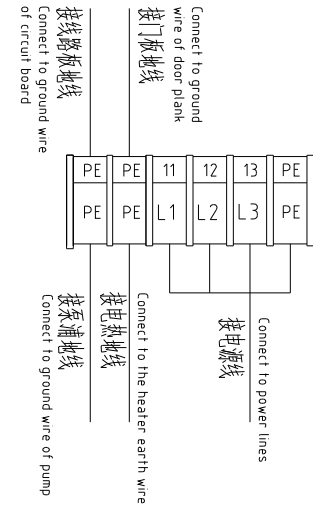 接线路板地线
Connect to ground wire
of circuit board
接门板地线
Connect to ground
wire of door plank
PE PE 11 12 13 PE
PE PE L1 L2 L3 PE
接泵浦地线
Connect to ground wire of pump
接电热地线
Connect to the heater earth wire
接电源线
Connect to power lines